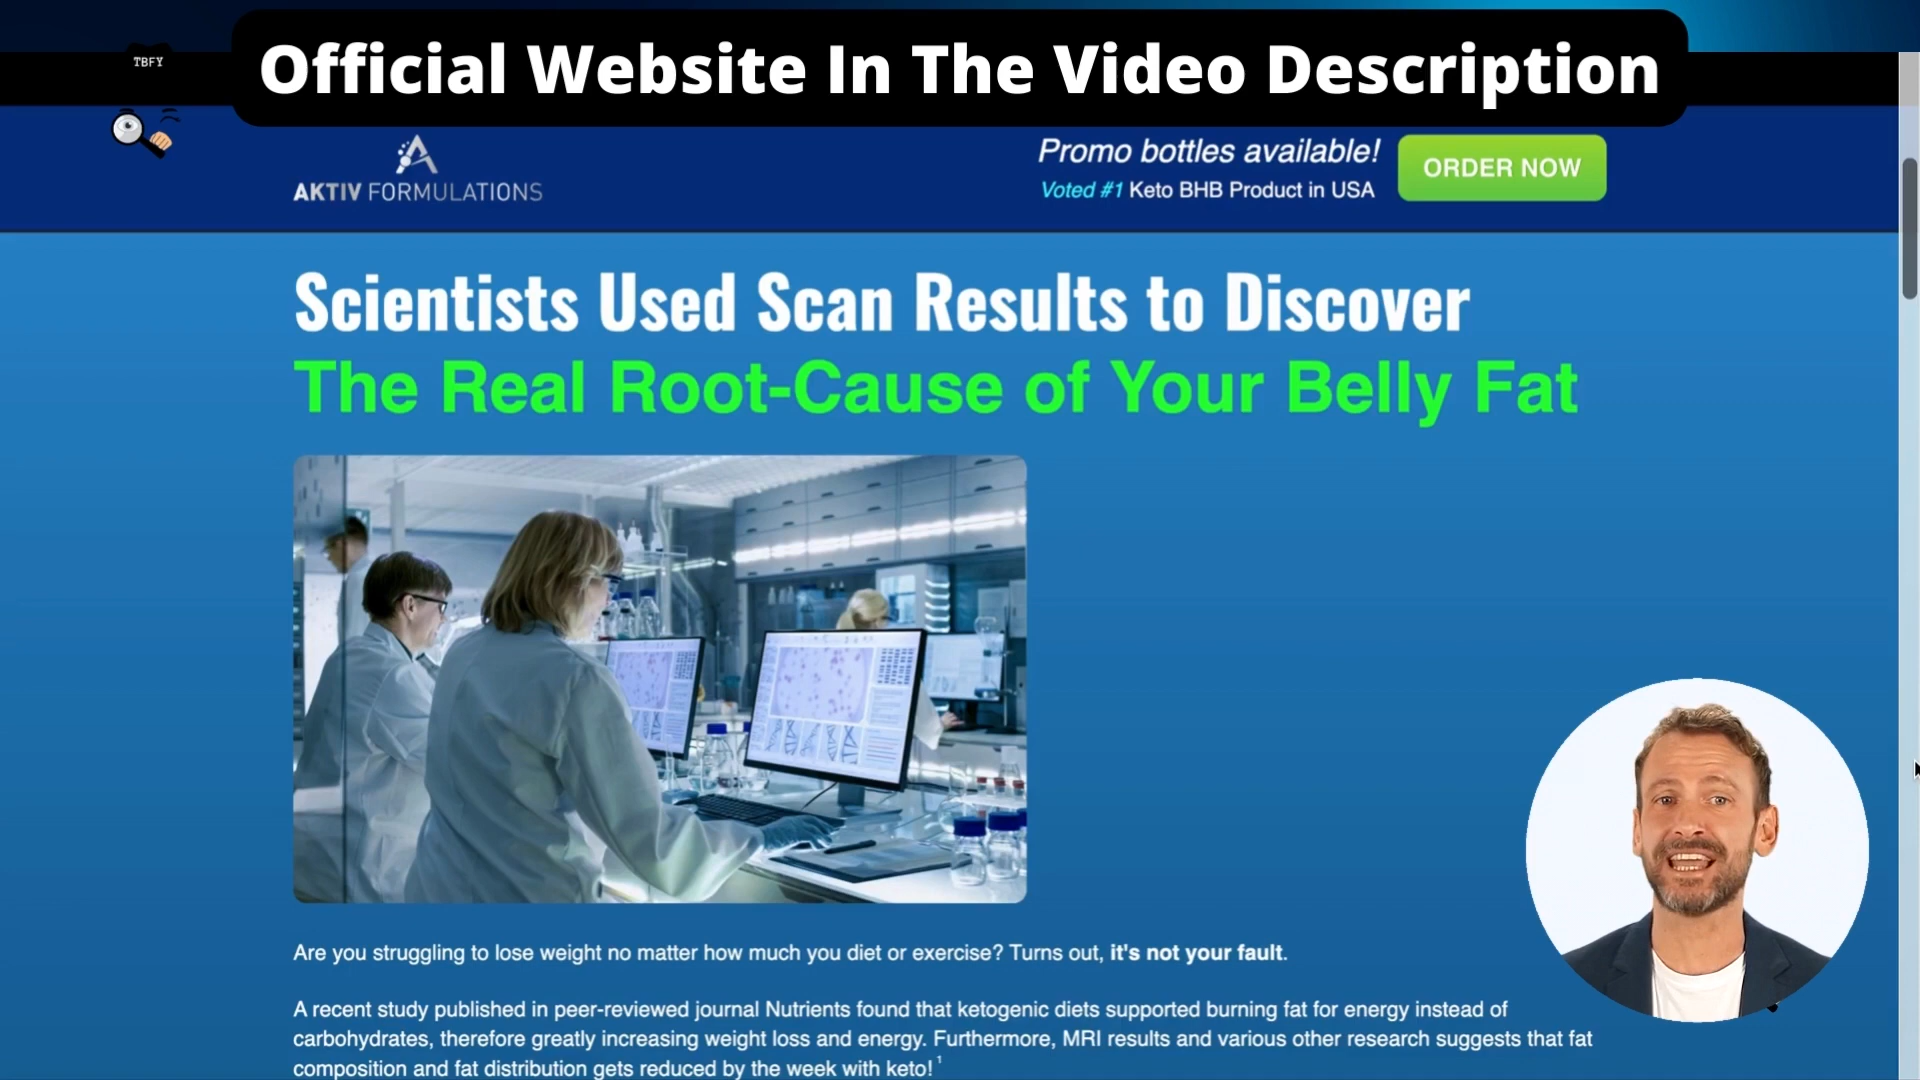 Official Website In The Video Description
TBFY
AKTIV FORMULATIONS
Promo bottles available!
Voted #1 Keto BHB Product in USA
ORDER NOW
Scientists Used Scan Results to Discover
The Real Root-Cause of Your Belly Fat
Are you struggling to lose weight no matter how much you diet or exercise? Turns out, it's not your fault.
A recent study published in peer-reviewed journal Nutrients found that ketogenic diets supported burning fat for energy instead of
carbohydrates, therefore greatly increasing weight loss and energy. Furthermore, MRI results and various other research suggests that fat
composition and fat distribution gets reduced by the week with keto! 1